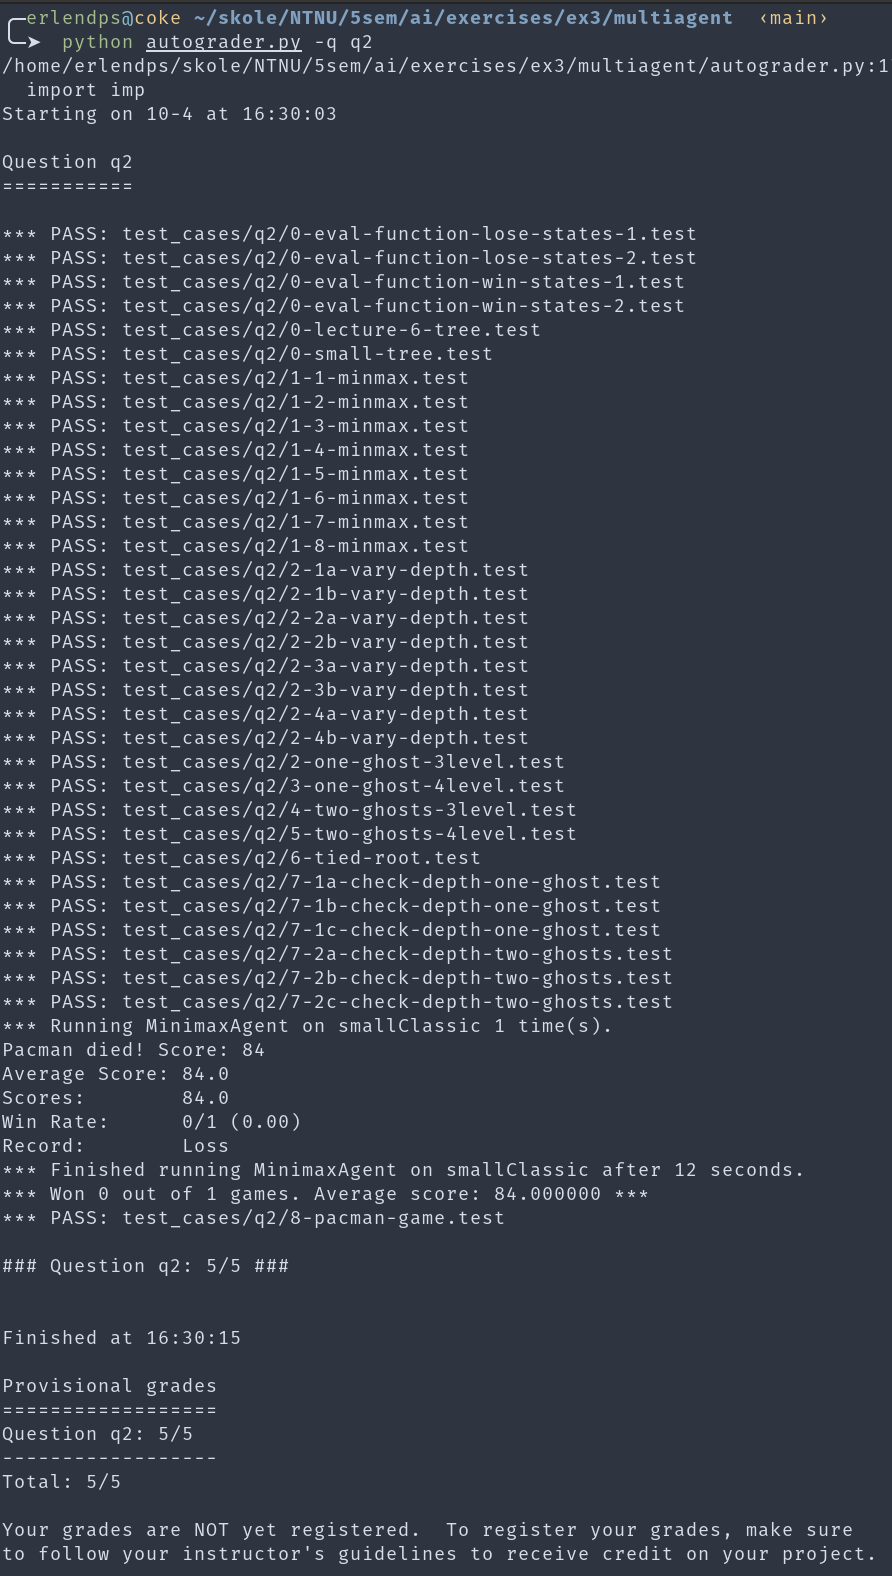 erlendps@coke ~/skole/NTNU/5sem/ai/exercises/ex3/multiagent ‹main›
➤ python autograder.py -q q2
/home/erlendps/skole/NTNU/5sem/ai/exercises/ex3/multiagent/autograder.py:1
  import imp
Starting on 10-4 at 16:30:03

Question q2
===========

*** PASS: test_cases/q2/0-eval-function-lose-states-1.test
*** PASS: test_cases/q2/0-eval-function-lose-states-2.test
*** PASS: test_cases/q2/0-eval-function-win-states-1.test
*** PASS: test_cases/q2/0-eval-function-win-states-2.test
*** PASS: test_cases/q2/0-lecture-6-tree.test
*** PASS: test_cases/q2/0-small-tree.test
*** PASS: test_cases/q2/1-1-minmax.test
*** PASS: test_cases/q2/1-2-minmax.test
*** PASS: test_cases/q2/1-3-minmax.test
*** PASS: test_cases/q2/1-4-minmax.test
*** PASS: test_cases/q2/1-5-minmax.test
*** PASS: test_cases/q2/1-6-minmax.test
*** PASS: test_cases/q2/1-7-minmax.test
*** PASS: test_cases/q2/1-8-minmax.test
*** PASS: test_cases/q2/2-1a-vary-depth.test
*** PASS: test_cases/q2/2-1b-vary-depth.test
*** PASS: test_cases/q2/2-2a-vary-depth.test
*** PASS: test_cases/q2/2-2b-vary-depth.test
*** PASS: test_cases/q2/2-3a-vary-depth.test
*** PASS: test_cases/q2/2-3b-vary-depth.test
*** PASS: test_cases/q2/2-4a-vary-depth.test
*** PASS: test_cases/q2/2-4b-vary-depth.test
*** PASS: test_cases/q2/2-one-ghost-3level.test
*** PASS: test_cases/q2/3-one-ghost-4level.test
*** PASS: test_cases/q2/4-two-ghosts-3level.test
*** PASS: test_cases/q2/5-two-ghosts-4level.test
*** PASS: test_cases/q2/6-tied-root.test
*** PASS: test_cases/q2/7-1a-check-depth-one-ghost.test
*** PASS: test_cases/q2/7-1b-check-depth-one-ghost.test
*** PASS: test_cases/q2/7-1c-check-depth-one-ghost.test
*** PASS: test_cases/q2/7-2a-check-depth-two-ghosts.test
*** PASS: test_cases/q2/7-2b-check-depth-two-ghosts.test
*** PASS: test_cases/q2/7-2c-check-depth-two-ghosts.test
*** Running MinimaxAgent on smallClassic 1 time(s).
Pacman died! Score: 84
Average Score: 84.0
Scores:        84.0
Win Rate:      0/1 (0.00)
Record:        Loss
*** Finished running MinimaxAgent on smallClassic after 12 seconds.
*** Won 0 out of 1 games. Average score: 84.000000 ***
*** PASS: test_cases/q2/8-pacman-game.test

### Question q2: 5/5 ###

Finished at 16:30:15

Provisional grades
==================
Question q2: 5/5
------------------
Total: 5/5

Your grades are NOT yet registered.  To register your grades, make sure
to follow your instructor's guidelines to receive credit on your project.